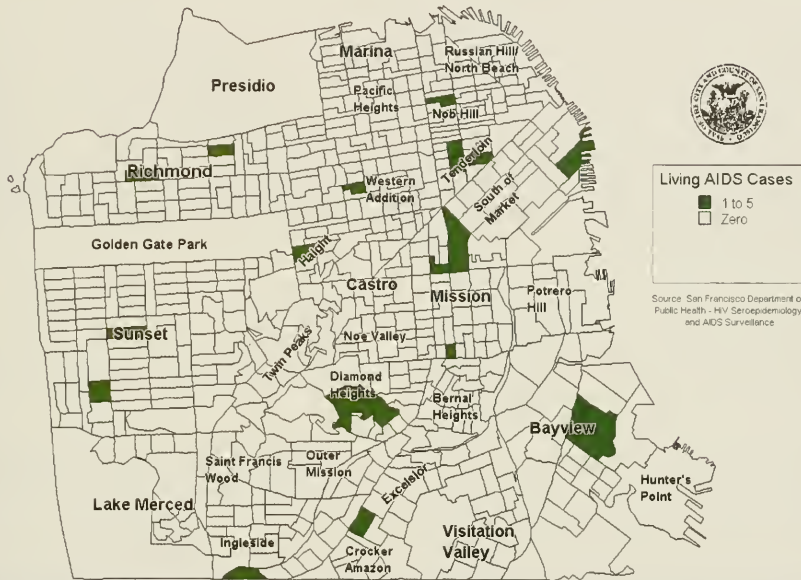 Marina
Russian Hill/
North Beach
Presidio
Pacific
Heights
Nob Hill
Richmond
Tenderloin
Western
Addition
South of
Market
Living AIDS Cases
1 to 5
Zero
Golden Gate Park
Haight
Castro
Mission
Potrero
Hill
Source: San Francisco Department of
Public Health - HIV Seroepidemiology
and AIDS Surveillance
Sunset
Twin Peaks
Noe Valley
Diamond
Heights
Bernal
Heights
Bayview
Saint Francis
Wood
Outer
Mission
Excelsior
Hunter's
Point
Lake Merced
Ingleside
Crocker
Amazon
Visitation
Valley